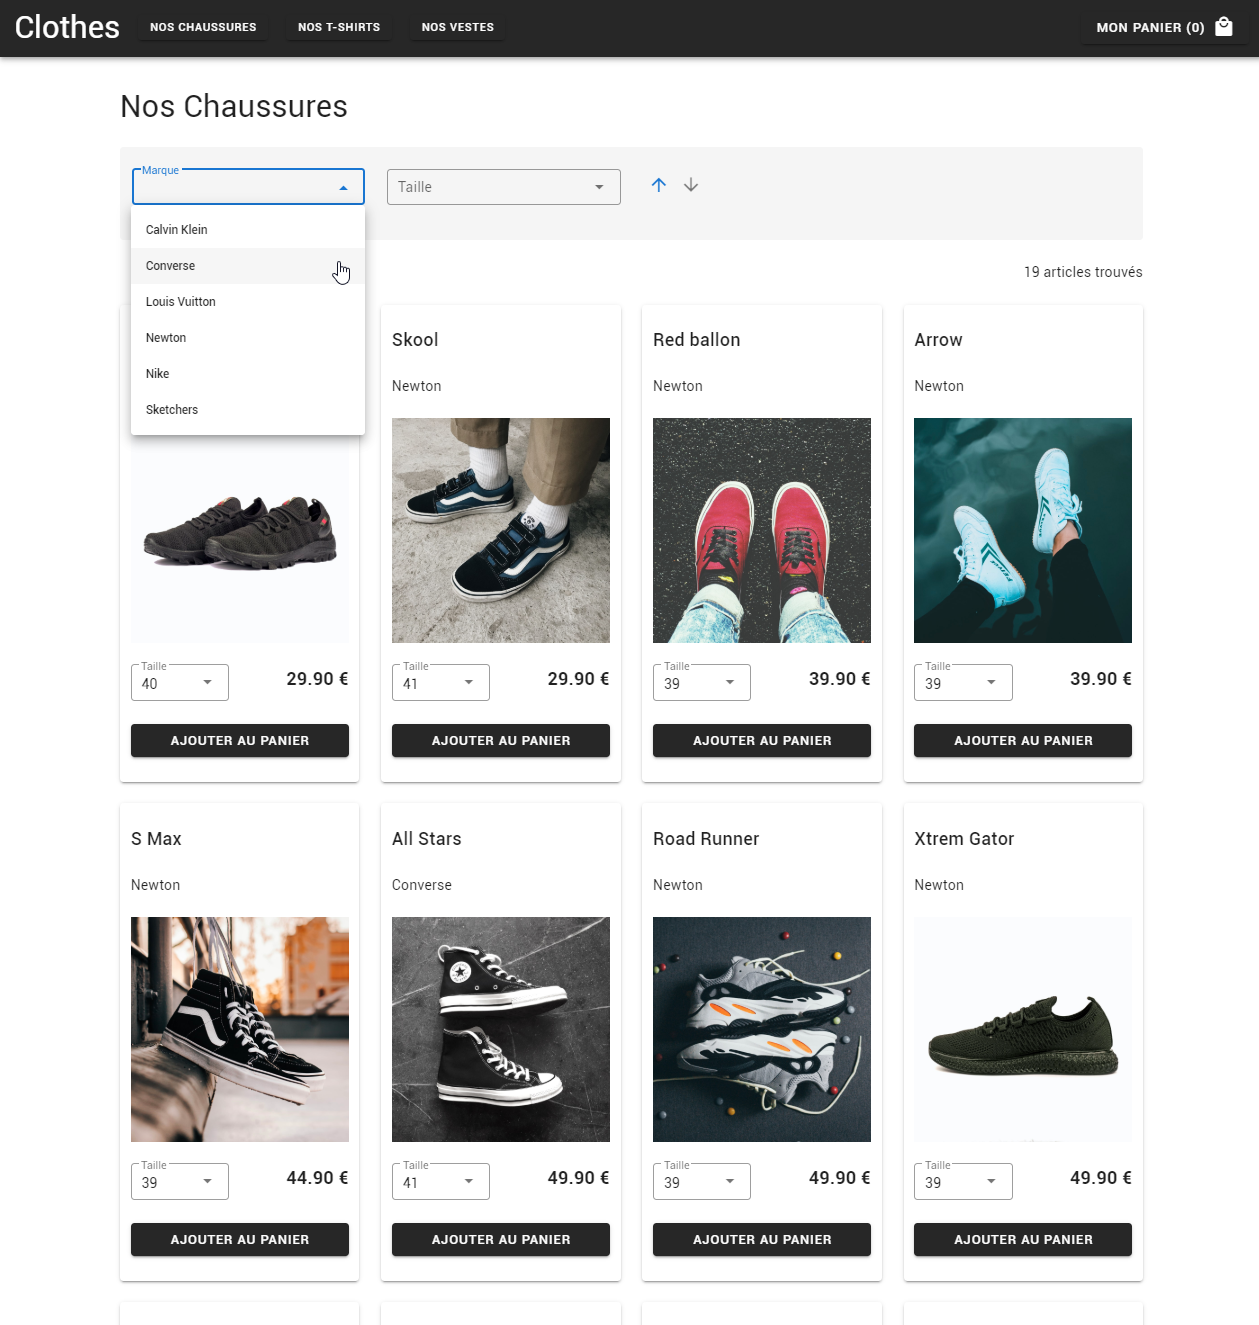 Clothes NOS CHAUSSURES NOS T-SHIRTS NOS VESTES MON PANIER (0)
Nos Chaussures
Marque
Taille
Calvin Klein
Converse
Louis Vuitton
Newton
Nike
Sketchers
19 articles trouvés
Skool Red ballon Arrow
Newton Newton Newton
Taille Taille Taille Taille
40 29.90 € 41 29.90 € 39 39.90 € 39 39.90 €
AJOUTER AU PANIER AJOUTER AU PANIER AJOUTER AU PANIER AJOUTER AU PANIER
S Max All Stars Road Runner Xtrem Gator
Newton Converse Newton Newton
Taille Taille Taille Taille
39 44.90 € 41 49.90 € 39 49.90 € 39 49.90 €
AJOUTER AU PANIER AJOUTER AU PANIER AJOUTER AU PANIER AJOUTER AU PANIER